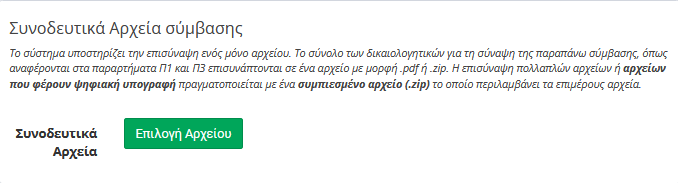 Συνοδευτικά Αρχεία σύμβασης
Το σύστημα υποστηρίζει την επισύναψη ενός μόνο αρχείου. Το σύνολο των δικαιολογητικών για τη σύναψη της παραπάνω σύμβασης, όπως
αναφέρονται στα παραρτήματα Π1 και Π3 επισυνάπτονται σε ένα αρχείο με μορφή .pdf ή .zip. Η επισύναψη πολλαπλών αρχείων ή αρχείων
που φέρουν ψηφιακή υπογραφή πραγματοποιείται με ένα συμπιεσμένο αρχείο (.zip) το οποίο περιλαμβάνει τα επιμέρους αρχεία.
Συνοδευτικά
Αρχεία
Επιλογή Αρχείου